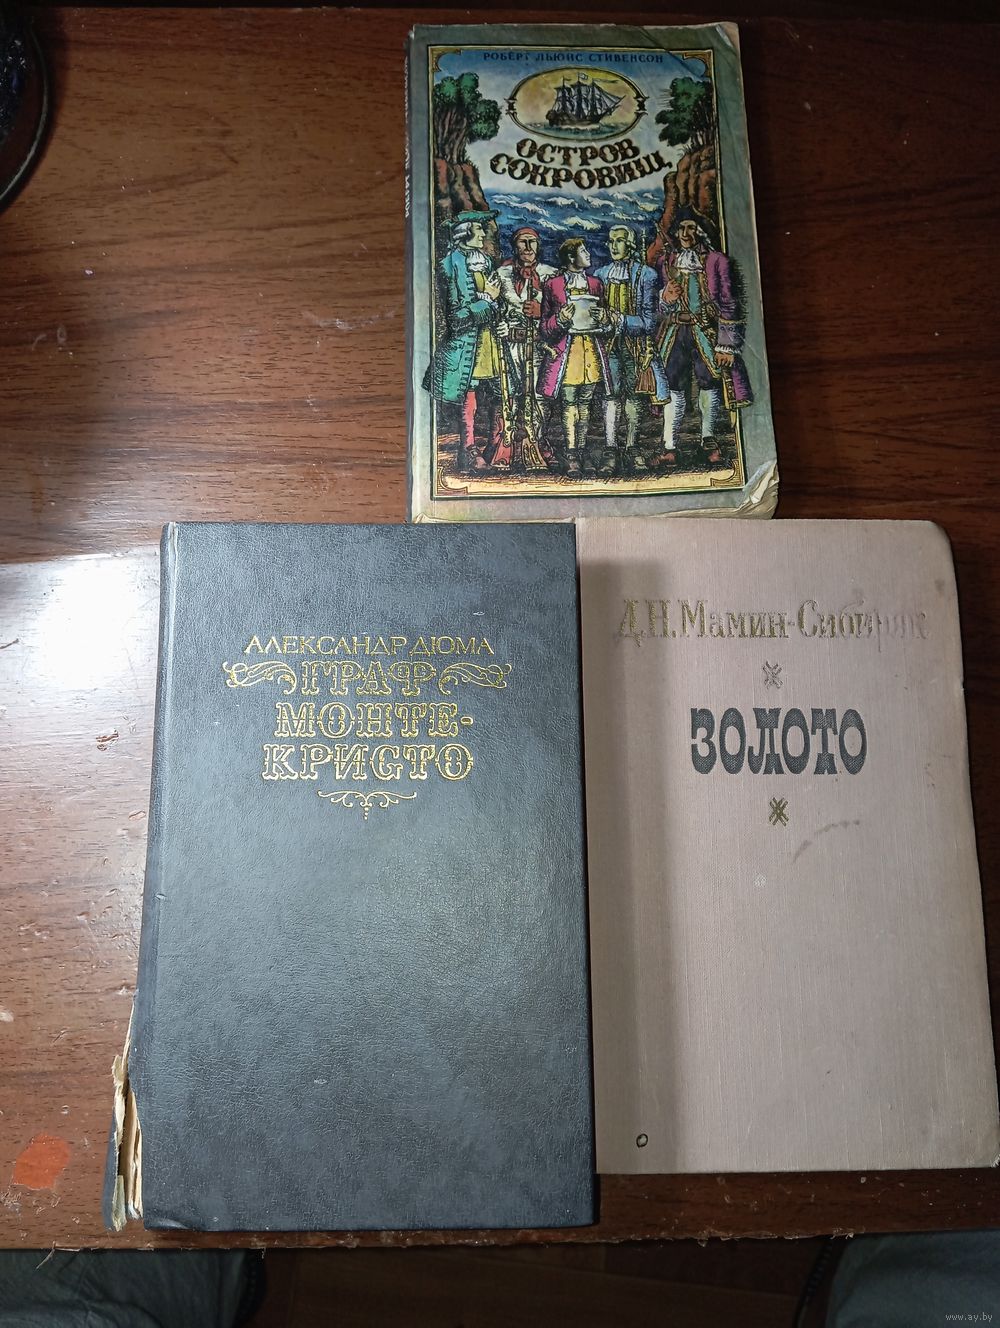 РОБЕРТ ЛЬЮИС СТИВЕНСОН
ОСТРОВ
СОКРОВИЩ
АЛЕКСАНДР ДЮМА
ГРАФ
МОНТЕ-
КРИСТО
Д.Н.Мамин-Сибиряк
ЗОЛОТО
www.ay.by